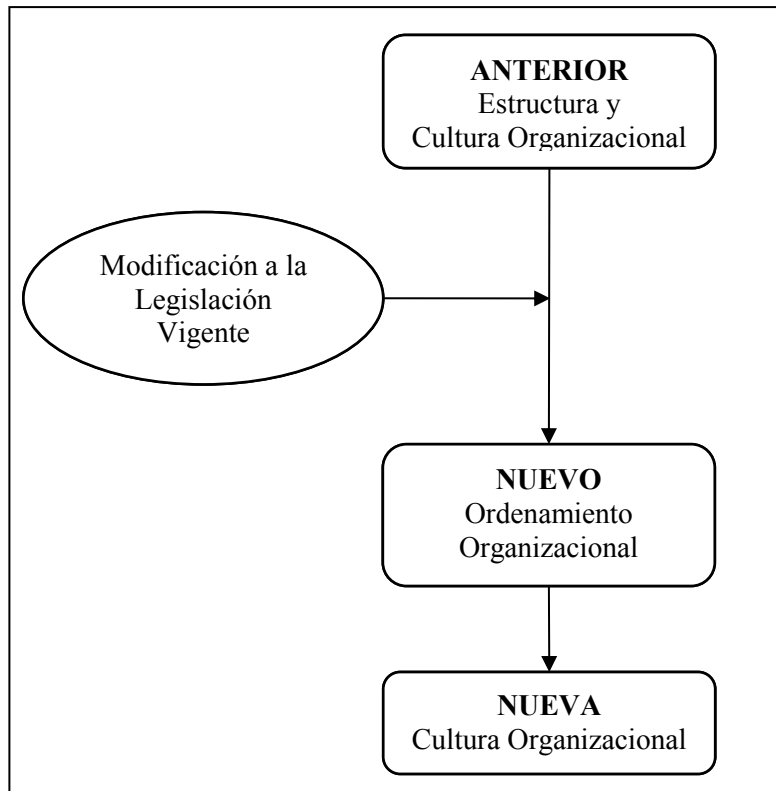 ANTERIOR
Estructura y
Cultura Organizacional
Modificación a la
Legislación
Vigente
NUEVO
Ordenamiento
Organizacional
NUEVA
Cultura Organizacional